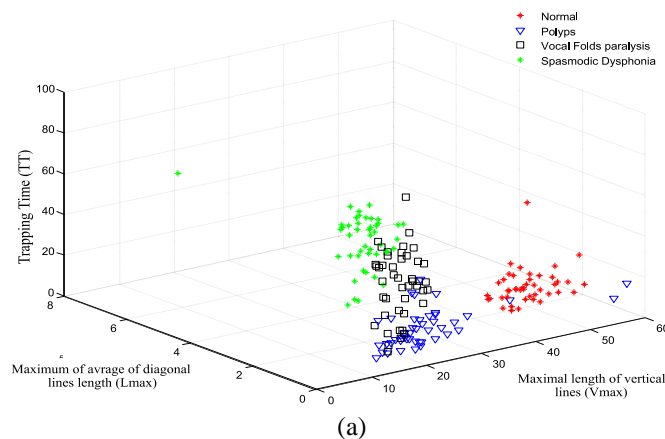 Normal
Polyps
Vocal Folds paralysis
Spasmodic Dysphonia
100
80
60
40
20
0
Trapping Time (TT)
8
6
4
2
0
Maximum of avrage of diagonal
lines length (Lmax)
0
10
20
30
40
50
60
Maximal length of vertical
lines (Vmax)
(a)